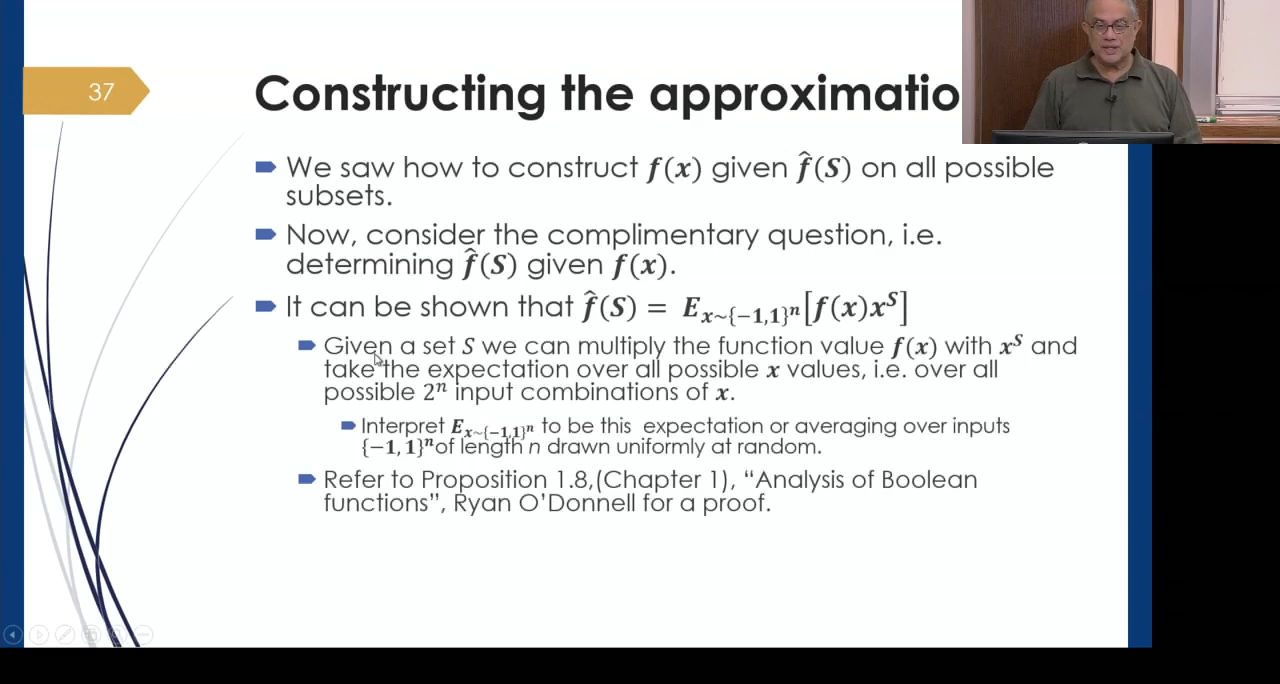 37
Constructing the approximatio
We saw how to construct f(x) given f̂(S) on all possible
subsets.
Now, consider the complimentary question, i.e.
determining f̂(S) given f(x).
It can be shown that f̂(S) = E_{x~{-1,1}^n}[f(x)x^S]
Given a set S we can multiply the function value f(x) with x^S and
take the expectation over all possible x values, i.e. over all
possible 2^n input combinations of x.
Interpret E_{x~{-1,1}^n} to be this expectation or averaging over inputs
{-1, 1}^n of length n drawn uniformly at random.
Refer to Proposition 1.8,(Chapter 1), “Analysis of Boolean
functions”, Ryan O’Donnell for a proof.